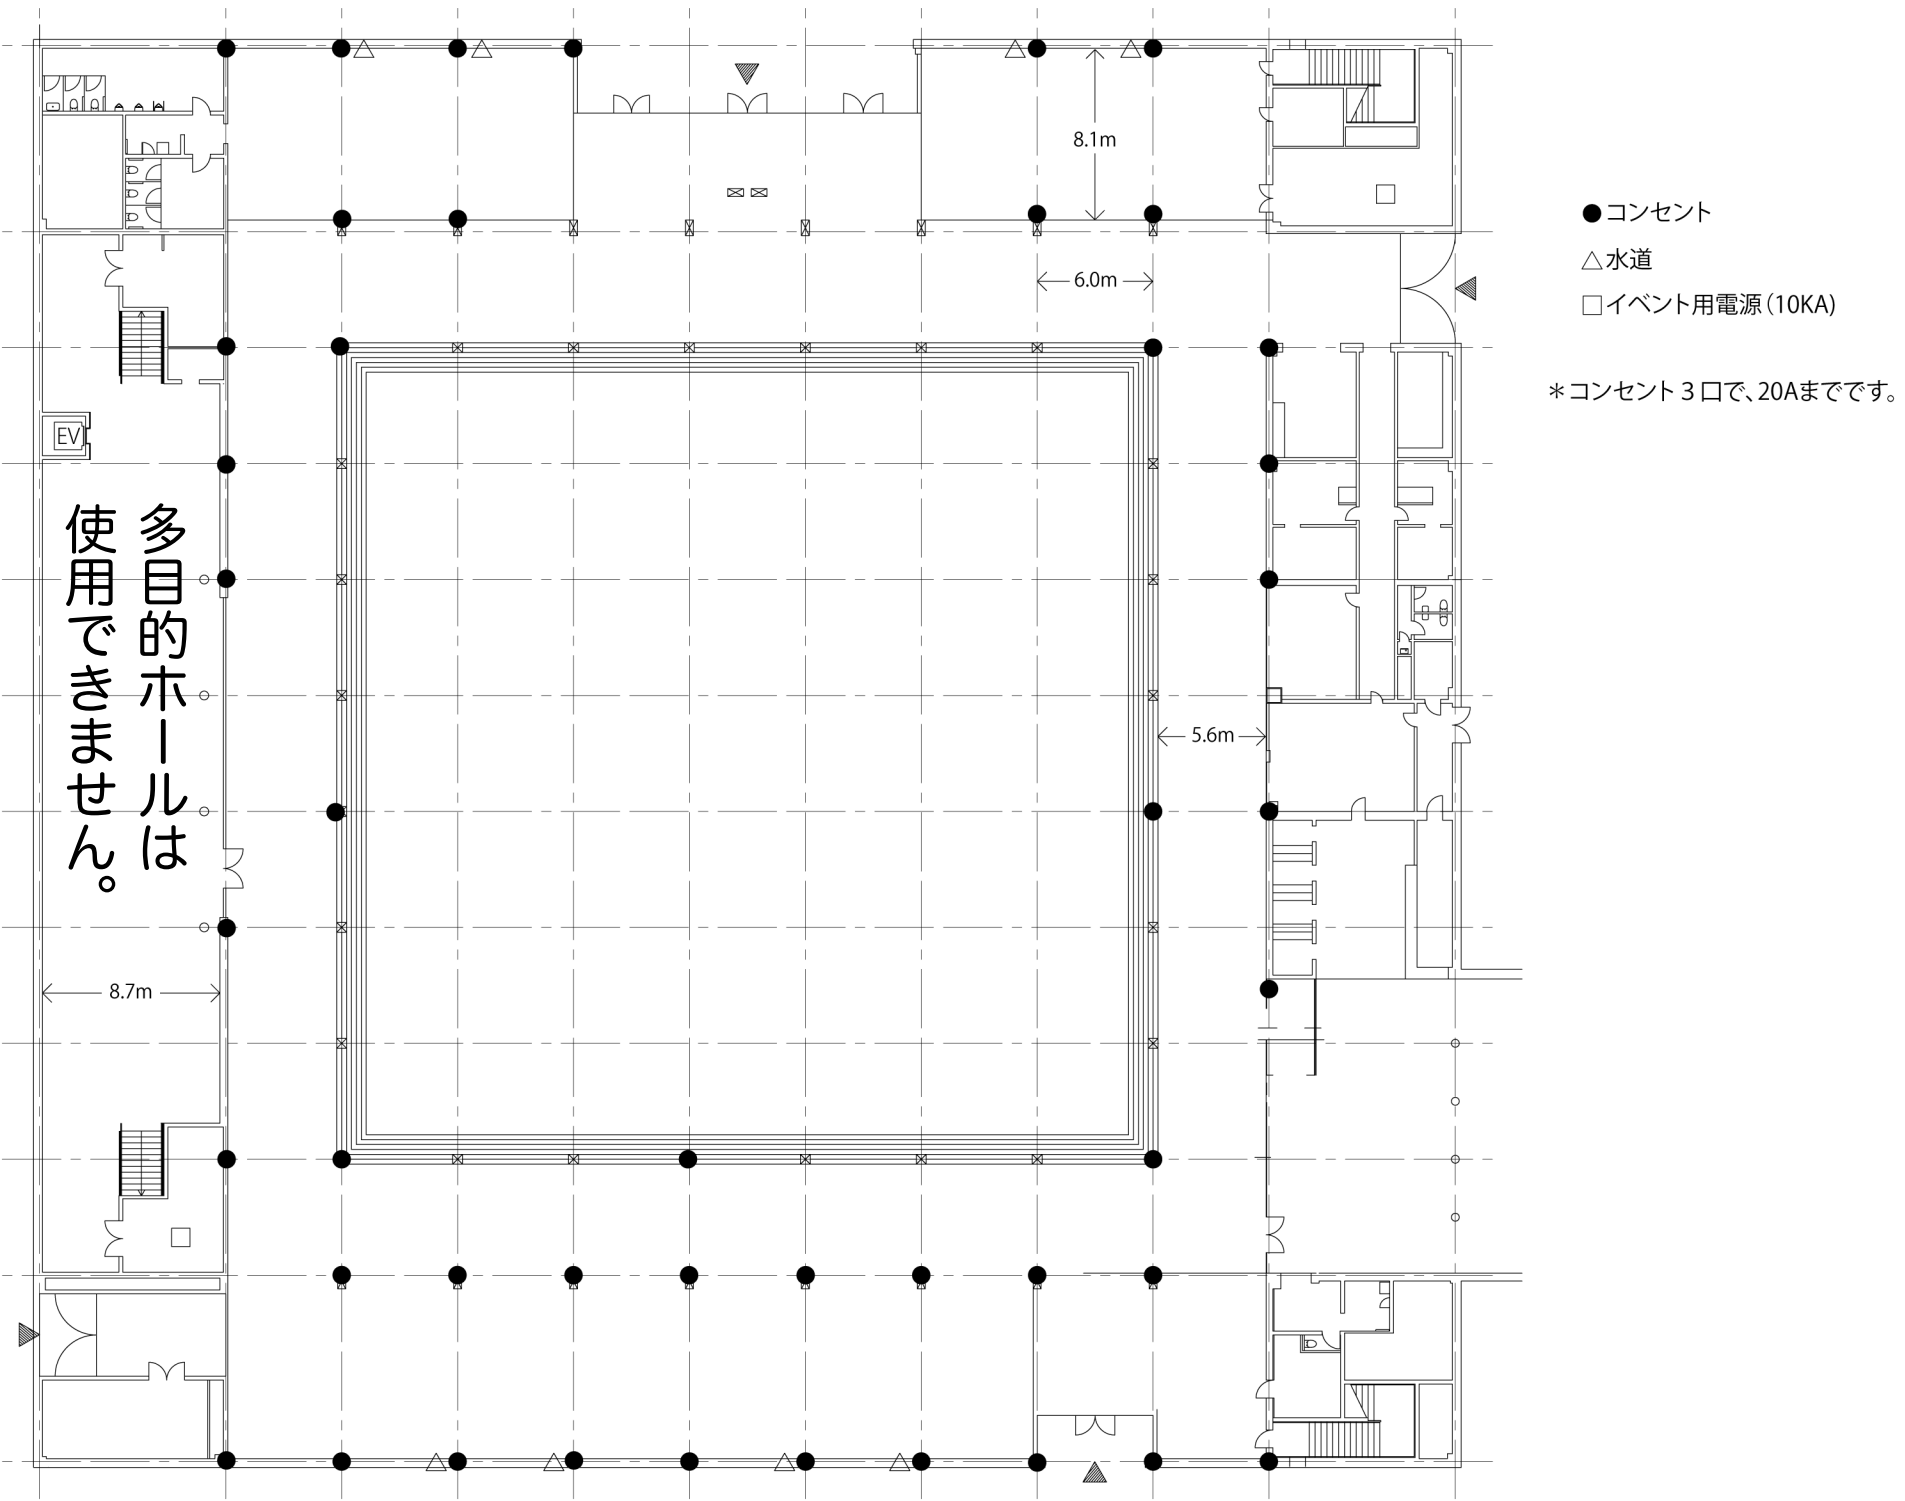 8.1m
コンセント
水道
6.0m
イベント用電源（10KA)
＊コンセント３口で、20Aまでです。
EV
多目的ホールは
使用できません。
5.6m
8.7m